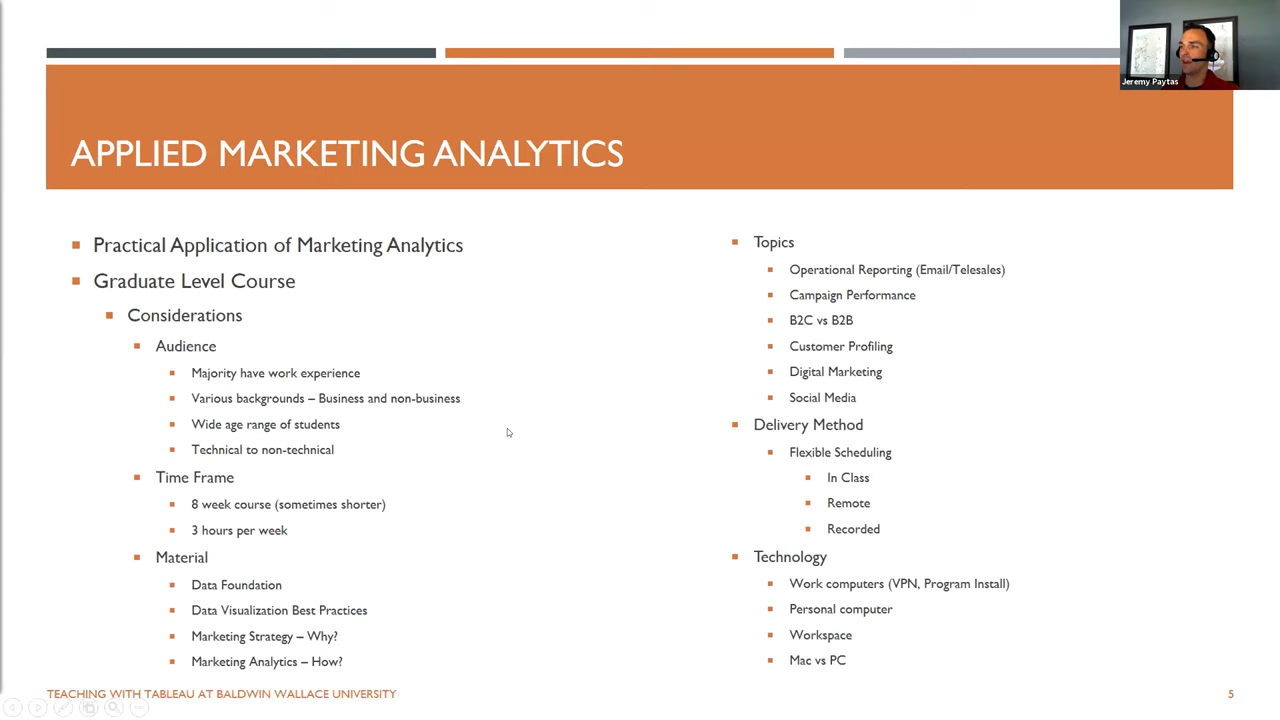 Jeremy Paytas
APPLIED MARKETING ANALYTICS
Practical Application of Marketing Analytics
Graduate Level Course
Considerations
Audience
Majority have work experience
Various backgrounds – Business and non-business
Wide age range of students
Technical to non-technical
Time Frame
8 week course (sometimes shorter)
3 hours per week
Material
Data Foundation
Data Visualization Best Practices
Marketing Strategy – Why?
Marketing Analytics – How?
Topics
Operational Reporting (Email/Telesales)
Campaign Performance
B2C vs B2B
Customer Profiling
Digital Marketing
Social Media
Delivery Method
Flexible Scheduling
In Class
Remote
Recorded
Technology
Work computers (VPN, Program Install)
Personal computer
Workspace
Mac vs PC
TEACHING WITH TABLEAU AT BALDWIN WALLACE UNIVERSITY
5